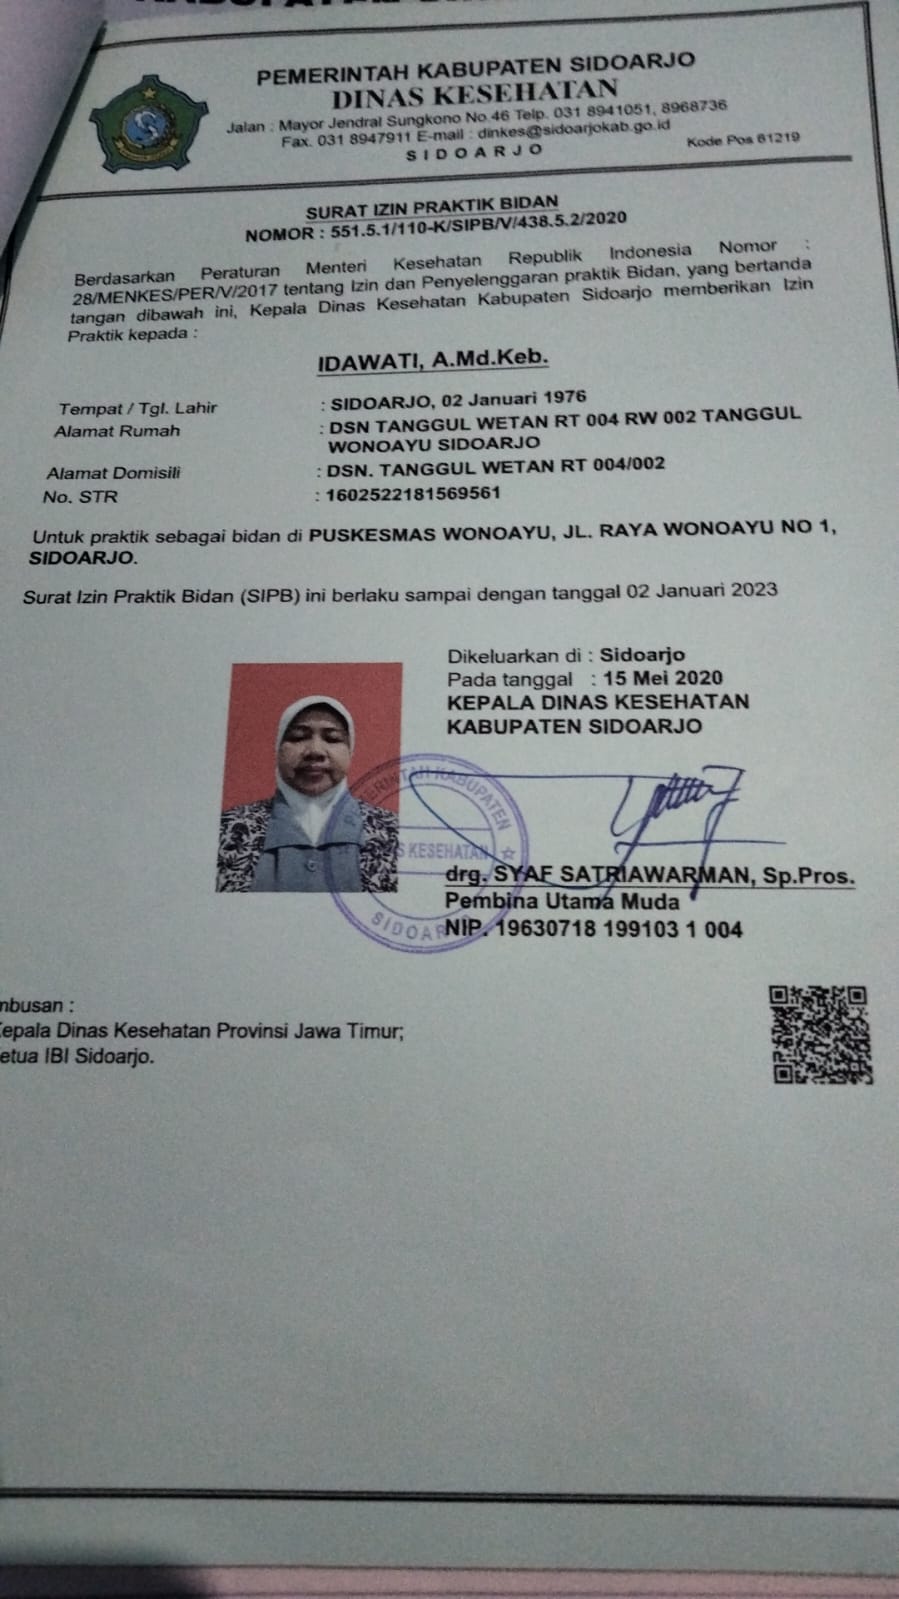 PEMERINTAH KABUPATEN SIDOARJO
DINAS KESEHATAN
Jalan : Mayor Jendral Sungkono No.46 Telp. 031 8941051, 8968736
Fax. 031 8947911 E-mail : dinkes@sidoarjokab.go.id
SIDOARJO
Kode Pos 61219
SURAT IZIN PRAKTIK BIDAN
NOMOR : 551.5.1/110-K/SIPB/V/438.5.2/2020
Berdasarkan Peraturan Menteri Kesehatan Republik Indonesia Nomor :
28/MENKES/PER/V/2017 tentang Izin dan Penyelenggaran praktik Bidan, yang bertanda
tangan dibawah ini, Kepala Dinas Kesehatan Kabupaten Sidoarjo memberikan Izin
Praktik kepada :
IDAWATI, A.Md.Keb.
Tempat / Tgl. Lahir : SIDOARJO, 02 Januari 1976
Alamat Rumah : DSN TANGGUL WETAN RT 004 RW 002 TANGGUL
WONOAYU SIDOARJO
Alamat Domisili : DSN. TANGGUL WETAN RT 004/002
No. STR : 1602522181569561
Untuk praktik sebagai bidan di PUSKESMAS WONOAYU, JL. RAYA WONOAYU NO 1,
SIDOARJO.
Surat Izin Praktik Bidan (SIPB) ini berlaku sampai dengan tanggal 02 Januari 2023
Dikeluarkan di : Sidoarjo
Pada tanggal : 15 Mei 2020
KEPALA DINAS KESEHATAN
KABUPATEN SIDOARJO
KABUPATEN
KESEHATAN
drg. SYAF SATRIAWARMAN, Sp.Pros.
Pembina Utama Muda
NIP. 19630718 199103 1 004
mbusan :
Kepala Dinas Kesehatan Provinsi Jawa Timur;
etua IBI Sidoarjo.